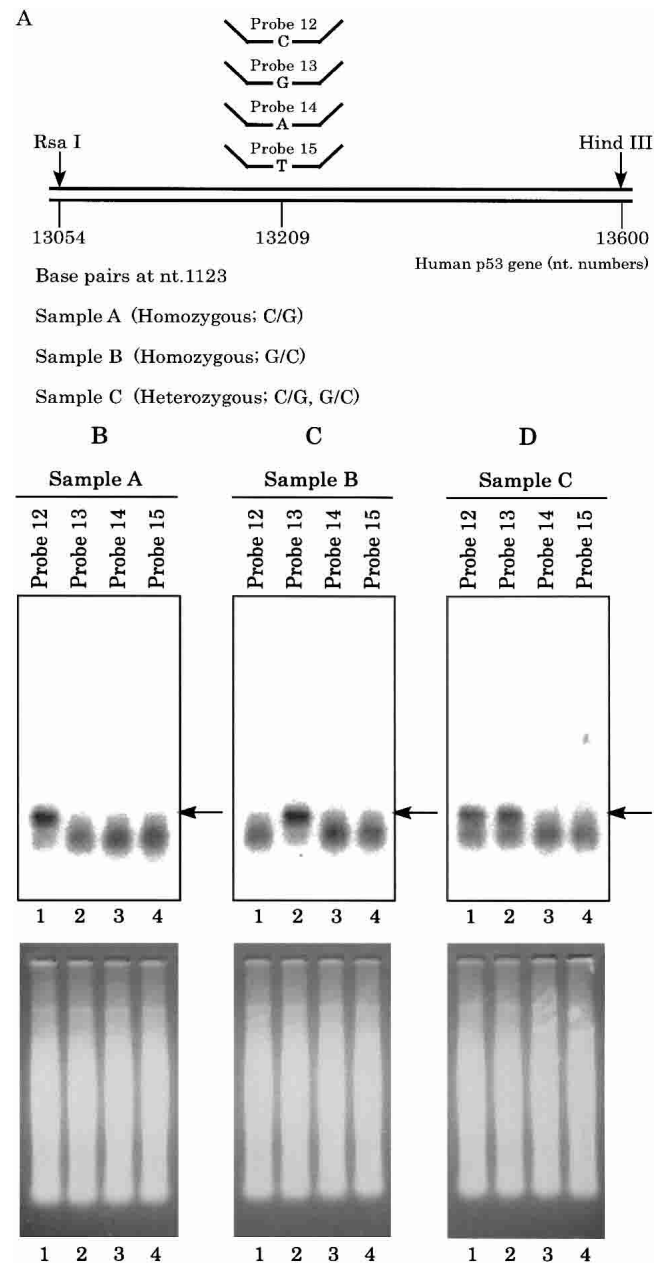 A
Probe 12
C
Probe 13
G
Probe 14
A
Probe 15
T
Rsa I
Hind III
13054
13209
13600
Human p53 gene (nt. numbers)
Base pairs at nt.1123
Sample A (Homozygous; C/G)
Sample B (Homozygous; G/C)
Sample C (Heterozygous; C/G, G/C)
B
C
D
Sample A
Sample B
Sample C
Probe 12
Probe 13
Probe 14
Probe 15
Probe 12
Probe 13
Probe 14
Probe 15
Probe 12
Probe 13
Probe 14
Probe 15
1 2 3 4
1 2 3 4
1 2 3 4
1 2 3 4
1 2 3 4
1 2 3 4